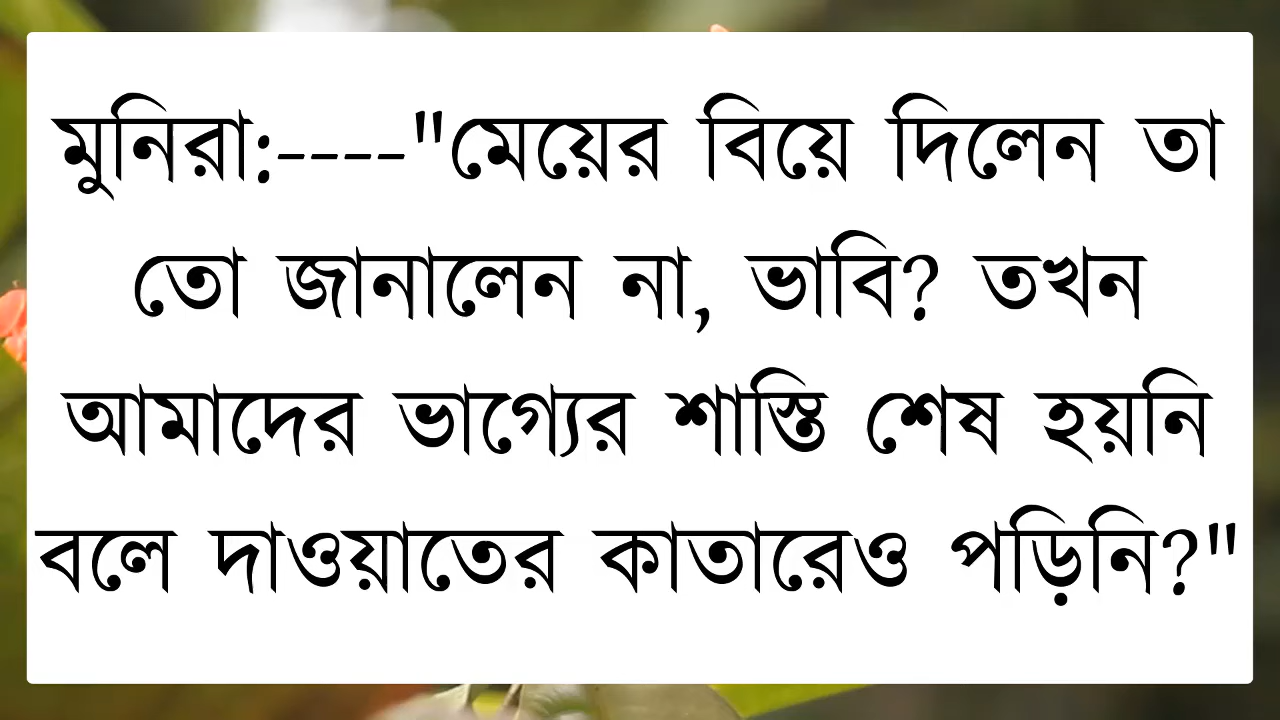 মুনিরা:----"মেয়ের বিয়ে দিলেন তা
তো জানালেন না, ভাবি? তখন
আমাদের ভাগ্যের শাস্তি শেষ হয়নি
বলে দাওয়াতের কাতারেও পড়িনি?"